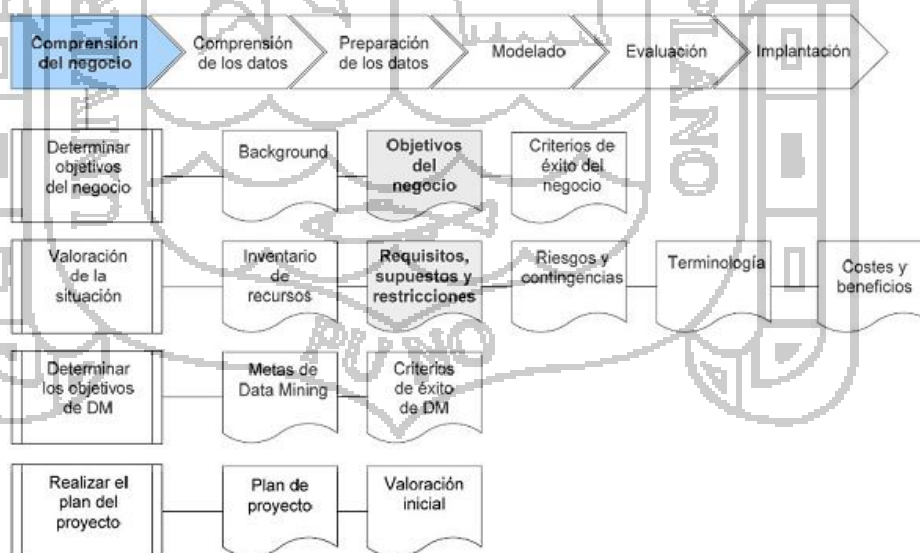 Comprensión
del negocio
Comprensión
de los datos
Preparación
de los datos
Modelado
Evaluación
Implantación
Determinar
objetivos
del negocio
Background
Objetivos
del
negocio
Criterios de
éxito del
negocio
Valoración
de la
situación
Inventario
de
recursos
Requisitos,
supuestos y
restricciones
Riesgos y
contingencias
Terminología
Costes y
beneficios
Determinar
los objetivos
de DM
Metas de
Data Mining
Criterios
de éxito
de DM
Realizar el
plan del
proyecto
Plan de
proyecto
Valoración
inicial
PUNO